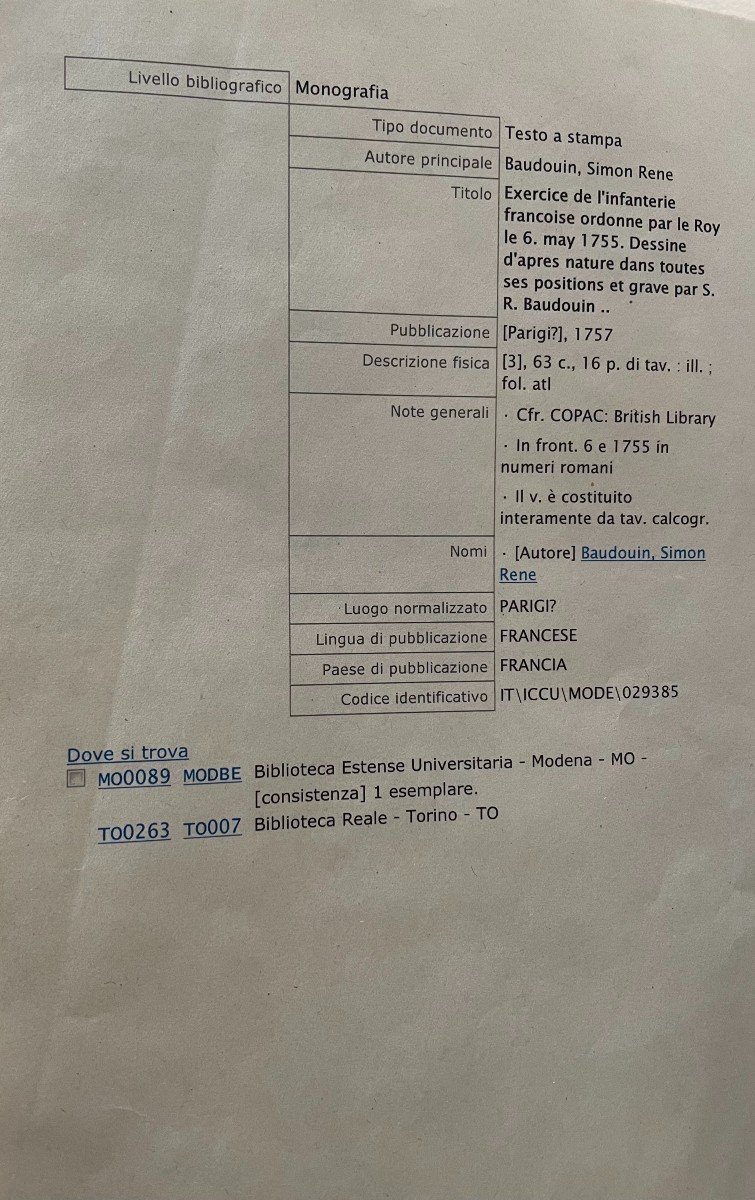 Livello bibliografico Monografia
Tipo documento Testo a stampa
Autore principale Baudouin, Simon Rene
Titolo Exercice de l'infanterie
francoise ordonne par le Roy
le 6. may 1755. Dessine
d'apres nature dans toutes
ses positions et grave par S.
R. Baudouin ..
Pubblicazione [Parigi?], 1757
Descrizione fisica [3], 63 c., 16 p. di tav. : ill. ;
fol. atl
Note generali · Cfr. COPAC: British Library
· In front. 6 e 1755 in
numeri romani
· Il v. è costituito
interamente da tav. calcogr.
Nomi · [Autore] Baudouin, Simon
Rene
Luogo normalizzato PARIGI?
Lingua di pubblicazione FRANCESE
Paese di pubblicazione FRANCIA
Codice identificativo IT\ICCU\MODE\029385
Dove si trova
MO0089 MODBE Biblioteca Estense Universitaria - Modena - MO -
[consistenza] 1 esemplare.
TO0263 TO007 Biblioteca Reale - Torino - TO